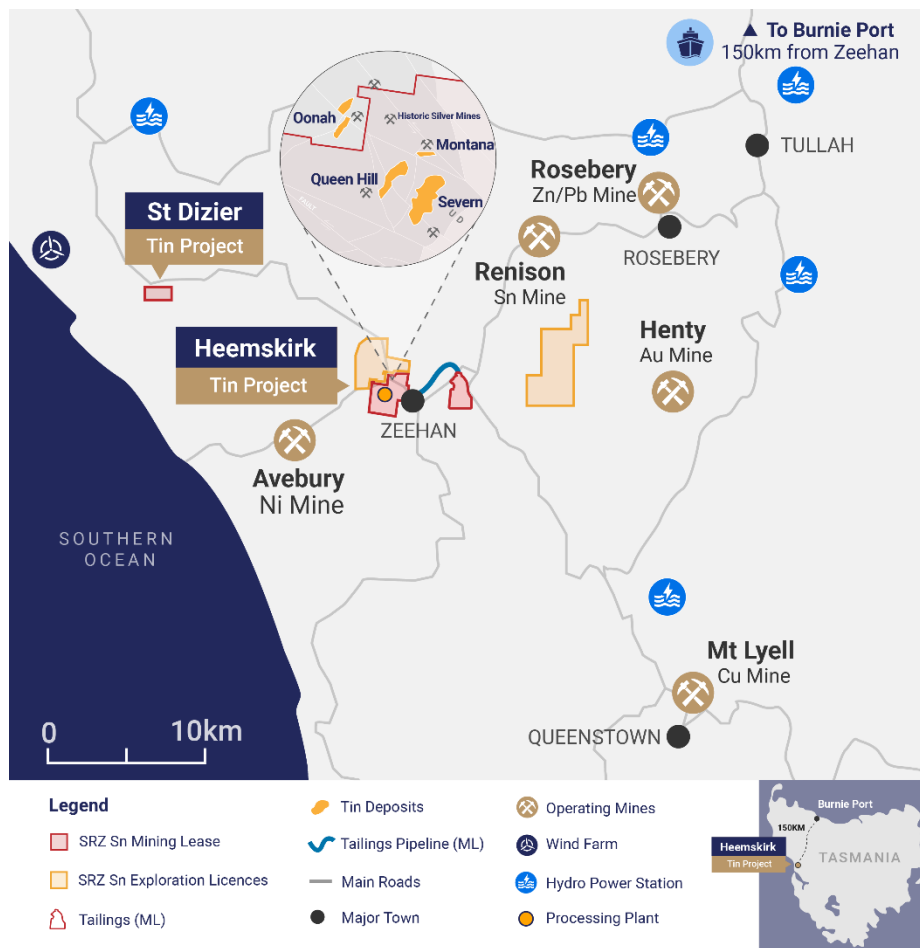 ▲ To Burnie Port
150km from Zeehan
TULLAH
Oonah
Historic Silver Mines
Montana
Queen Hill
Severn
Rosebery
Zn/Pb Mine
ROSEBERY
St Dizier
Tin Project
Renison
Sn Mine
Henty
Au Mine
Heemskirk
Tin Project
ZEEHAN
Avebury
Ni Mine
SOUTHERN
OCEAN
Mt Lyell
Cu Mine
QUEENSTOWN
0 10km
Legend
SRZ Sn Mining Lease
SRZ Sn Exploration Licences
Tailings (ML)
Tin Deposits
Tailings Pipeline (ML)
Main Roads
Major Town
Operating Mines
Wind Farm
Hydro Power Station
Processing Plant
Burnie Port
150KM
Heemskirk
Tin Project
TASMANIA